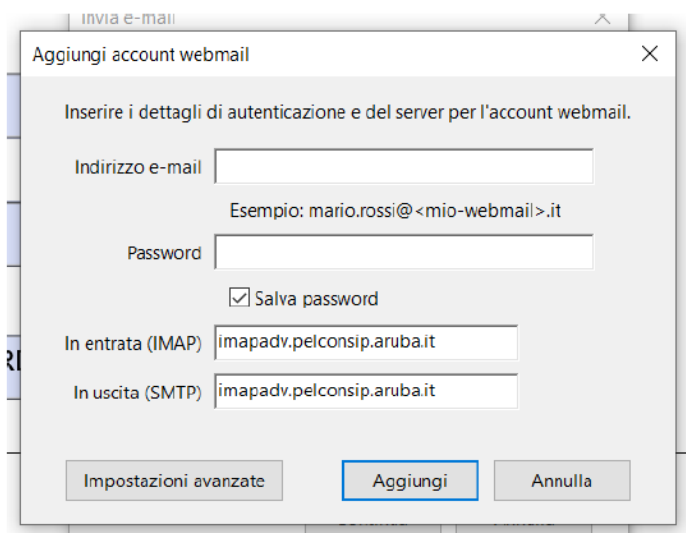 Invia e-mail
Aggiungi account webmail
Inserire i dettagli di autenticazione e del server per l'account webmail.
Indirizzo e-mail
Esempio: mario.rossi@<mio-webmail>.it
Password
Salva password
In entrata (IMAP) imapadv.pelconsip.aruba.it
In uscita (SMTP) imapadv.pelconsip.aruba.it
Impostazioni avanzate Aggiungi Annulla